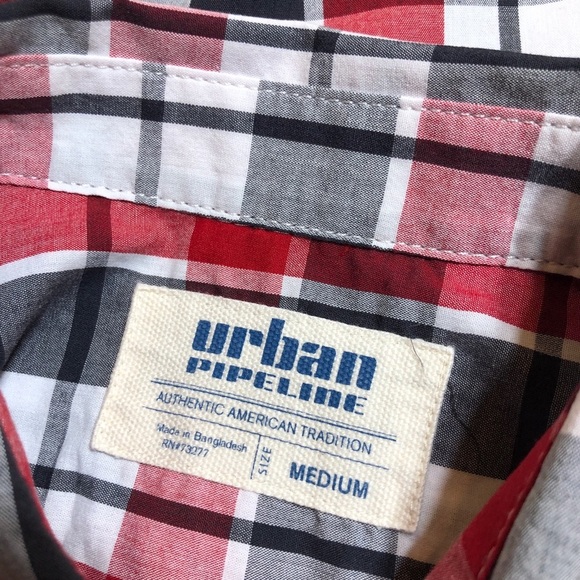 urban
PIPELINE
AUTHENTIC AMERICAN TRADITION
Made in Bangladesh
RN#73277
SIZE
MEDIUM